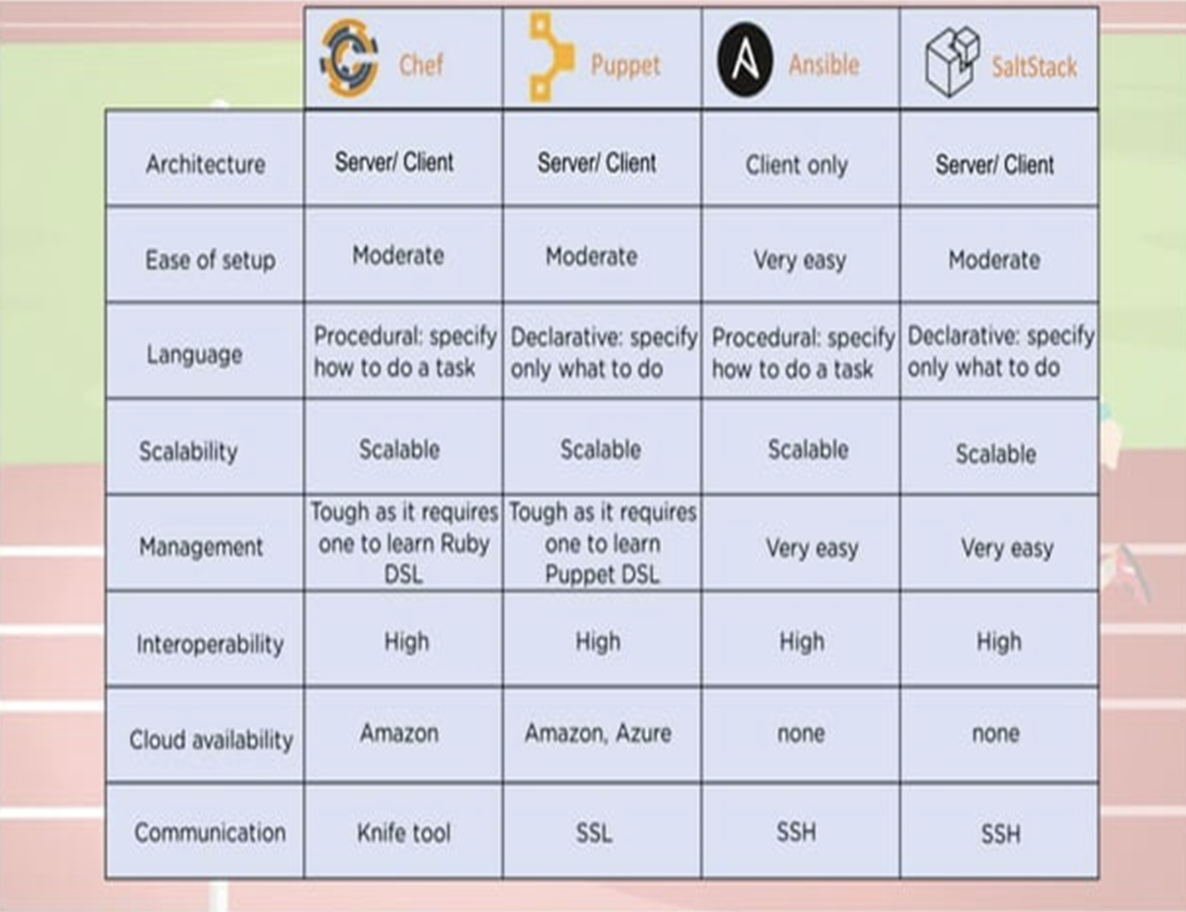 Chef Puppet Ansible SaltStack
Architecture Server/ Client Server/ Client Client only Server/ Client
Ease of setup Moderate Moderate Very easy Moderate
Language
Procedural: specify
how to do a task
Declarative: specify
only what to do
Procedural: specify
how to do a task
Declarative: specify
only what to do
Scalability Scalable Scalable Scalable Scalable
Management
Tough as it requires
one to learn Ruby
DSL
Tough as it requires
one to learn
Puppet DSL
Very easy
Very easy
Interoperability High High High High
Cloud availability Amazon Amazon, Azure none none
Communication Knife tool SSL SSH SSH